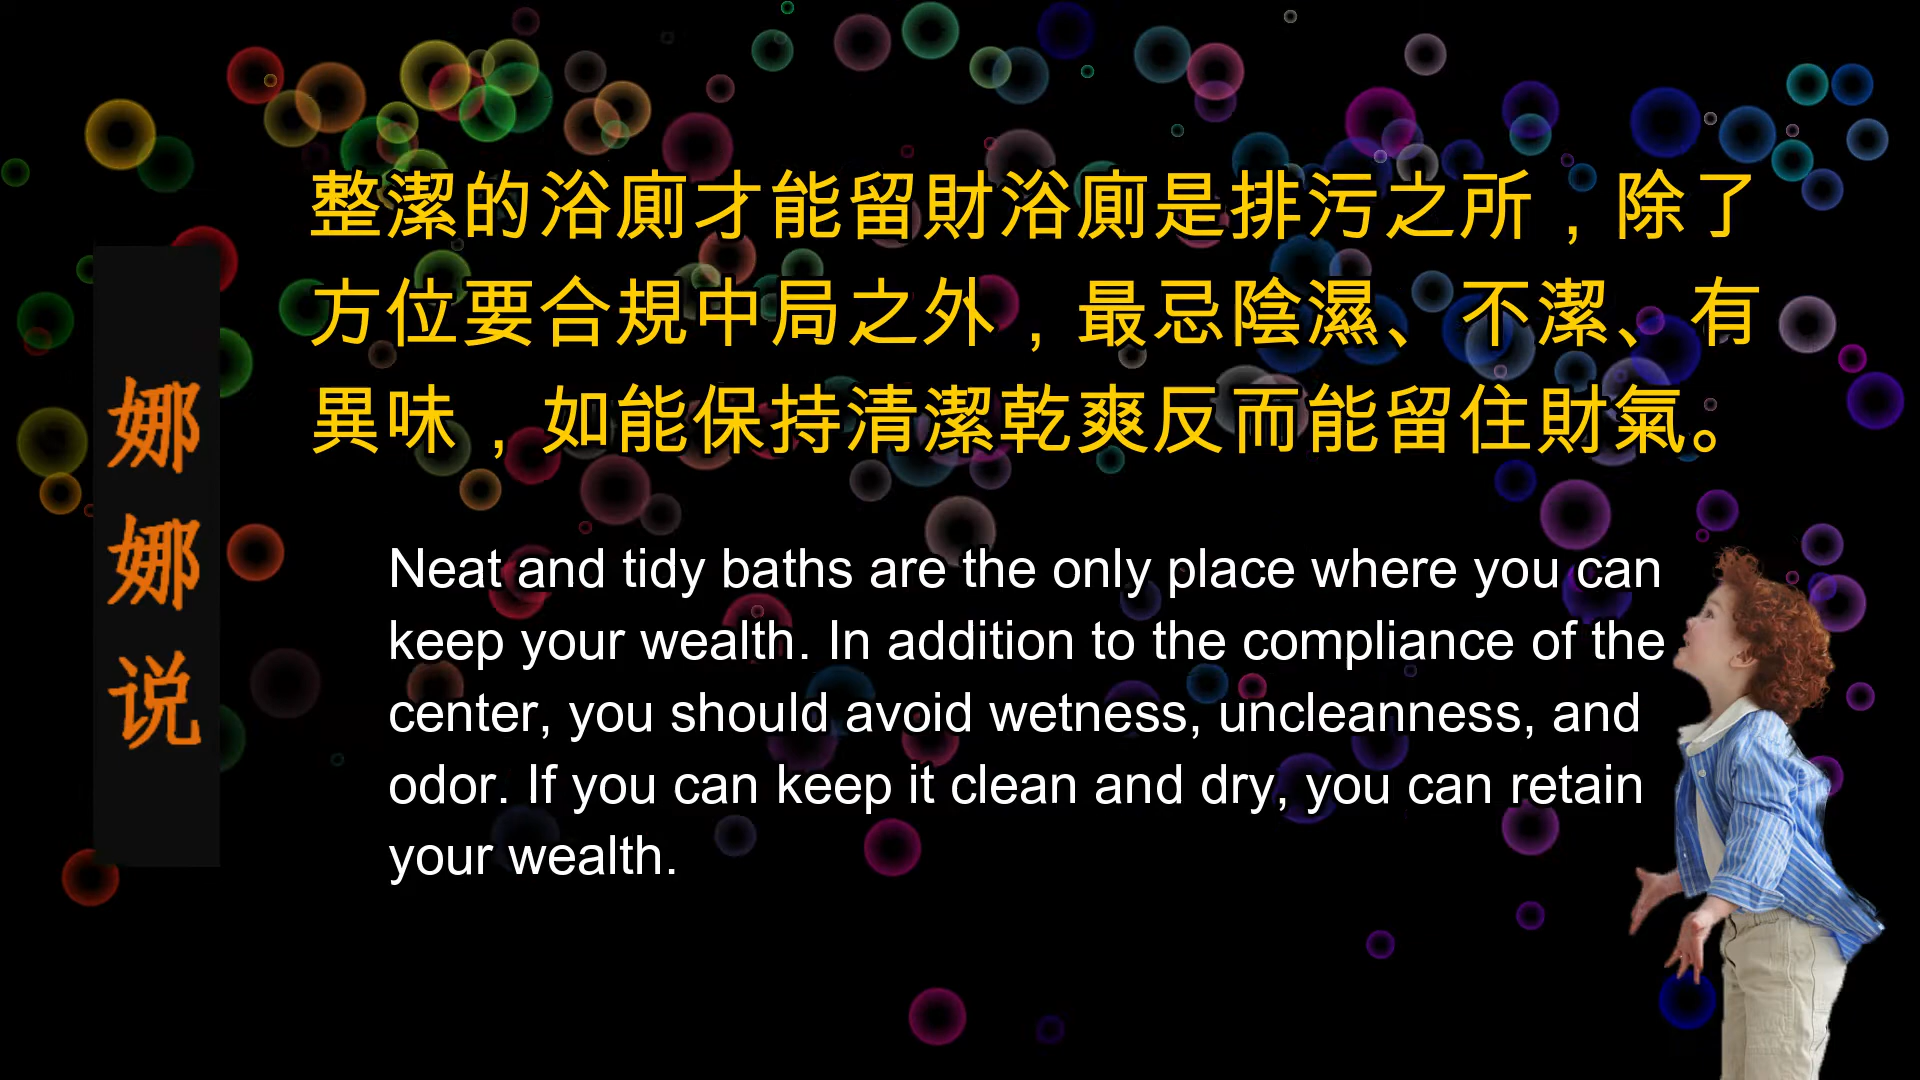 娜娜说
整潔的浴廁才能留財浴廁是排污之所，除了
方位要合規中局之外，最忌陰濕、不潔、有
異味，如能保持清潔乾爽反而能留住財氣。
Neat and tidy baths are the only place where you can
keep your wealth. In addition to the compliance of the
center, you should avoid wetness, uncleanness, and
odor. If you can keep it clean and dry, you can retain
your wealth.